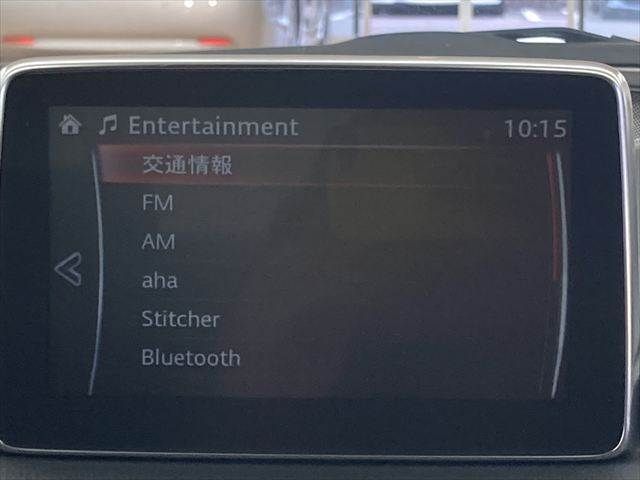 Entertainment 10:15
交通情報
FM
AM
aha
Stitcher
Bluetooth